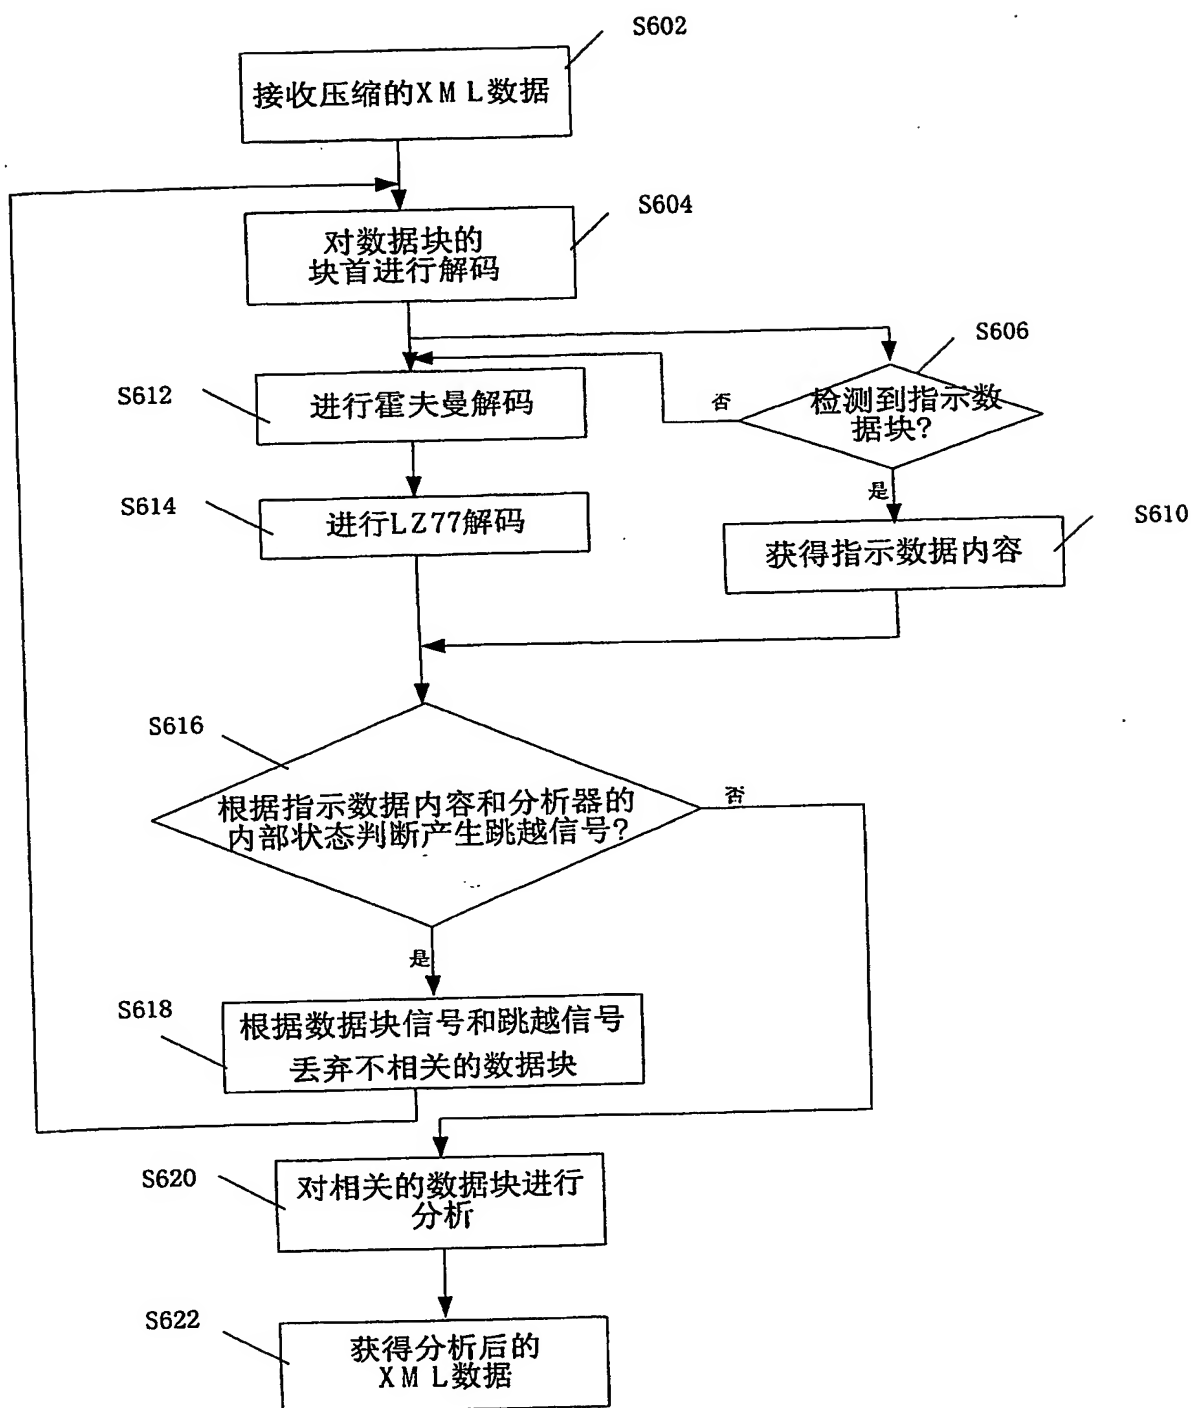 S602
接收压缩的XML数据
S604
对数据块的
块首进行解码
S606
检测到指示数
据块?
否
是
S612
进行霍夫曼解码
S614
进行LZ77解码
S610
获得指示数据内容
S616
根据指示数据内容和分析器的
内部状态判断产生跳越信号?
否
是
S618
根据数据块信号和跳越信号
丢弃不相关的数据块
S620
对相关的数据块进行
分析
S622
获得分析后的
XML数据